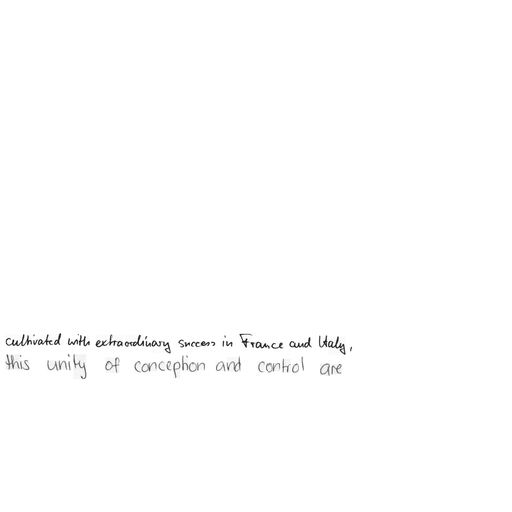 cultivated with extraordinary success in France and Italy,
this unity of conception and control are